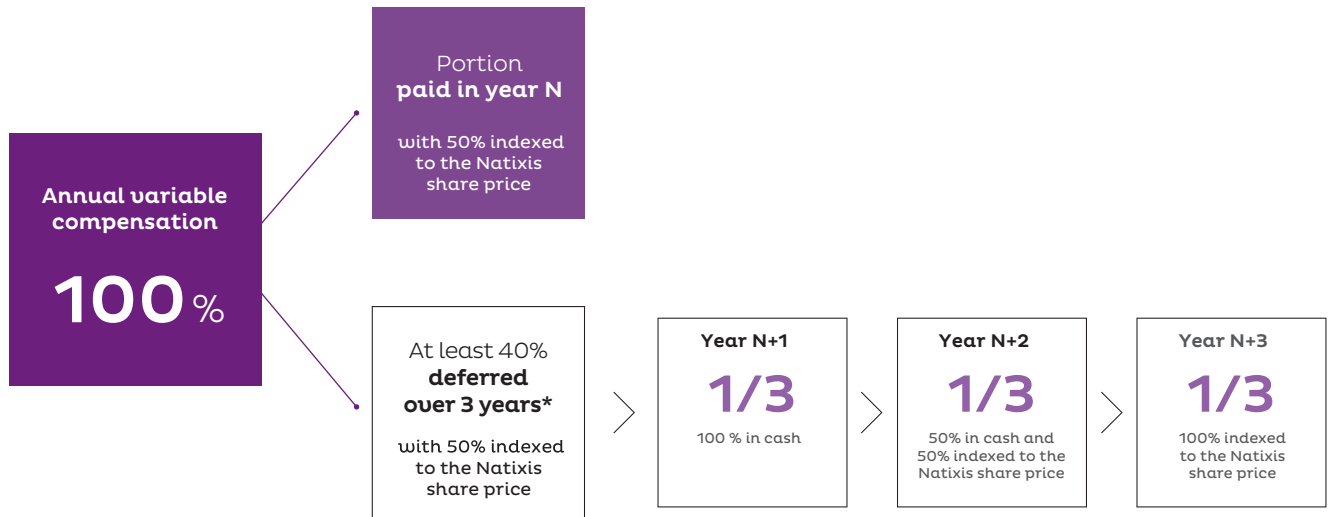 Annual variable
compensation
100 %
Portion
paid in year N
with 50% indexed
to the Natixis
share price
At least 40%
deferred
over 3 years*
with 50% indexed
to the Natixis
share price
Year N+1
1/3
100 % in cash
Year N+2
1/3
50% in cash and
50% indexed to the
Natixis share price
Year N+3
1/3
100% indexed
to the Natixis
share price